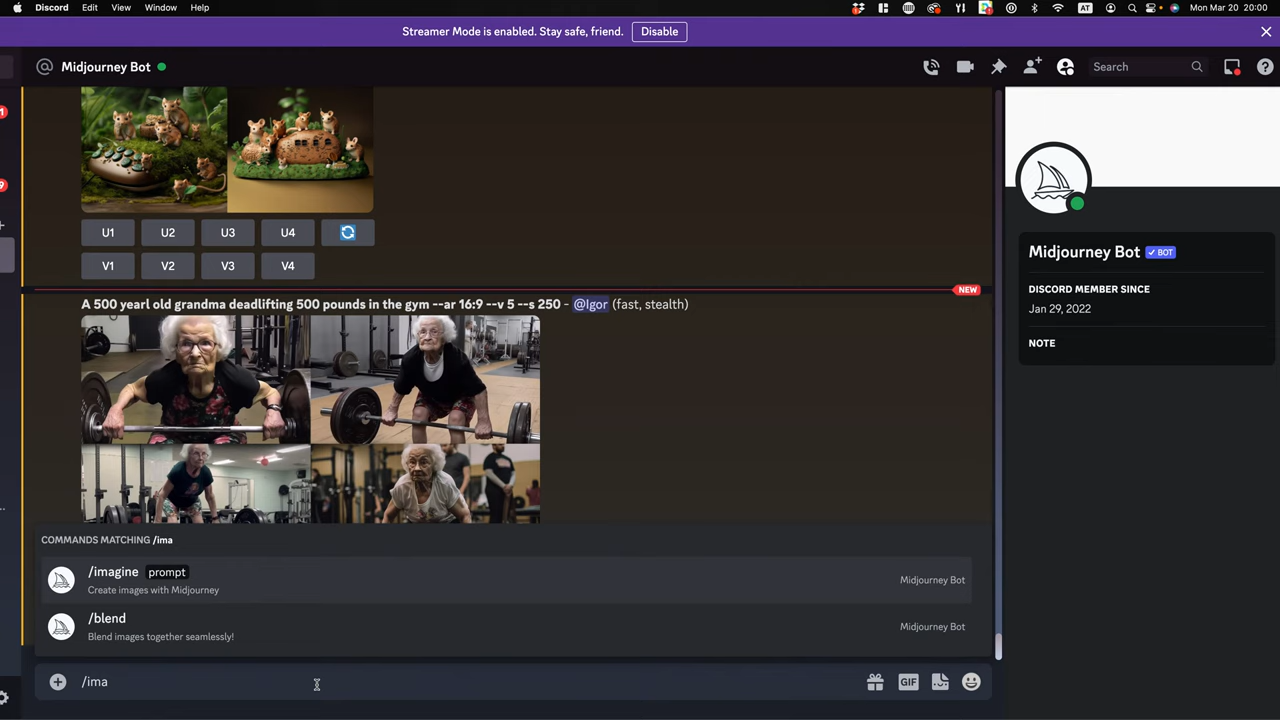 Discord Edit View Window Help AT Mon Mar 20 20:00
Streamer Mode is enabled. Stay safe, friend. Disable
@ Midjourney Bot Search
1
9
U1 U2 U3 U4
V1 V2 V3 V4
NEW
A 500 yearl old grandma deadlifting 500 pounds in the gym --ar 16:9 --v 5 --s 250 - @Igor (fast, stealth)
COMMANDS MATCHING /ima
/imagine prompt
Create images with Midjourney
Midjourney Bot
/blend
Blend images together seamlessly!
Midjourney Bot
/ima
GIF
Midjourney Bot ✓ BOT
DISCORD MEMBER SINCE
Jan 29, 2022
NOTE